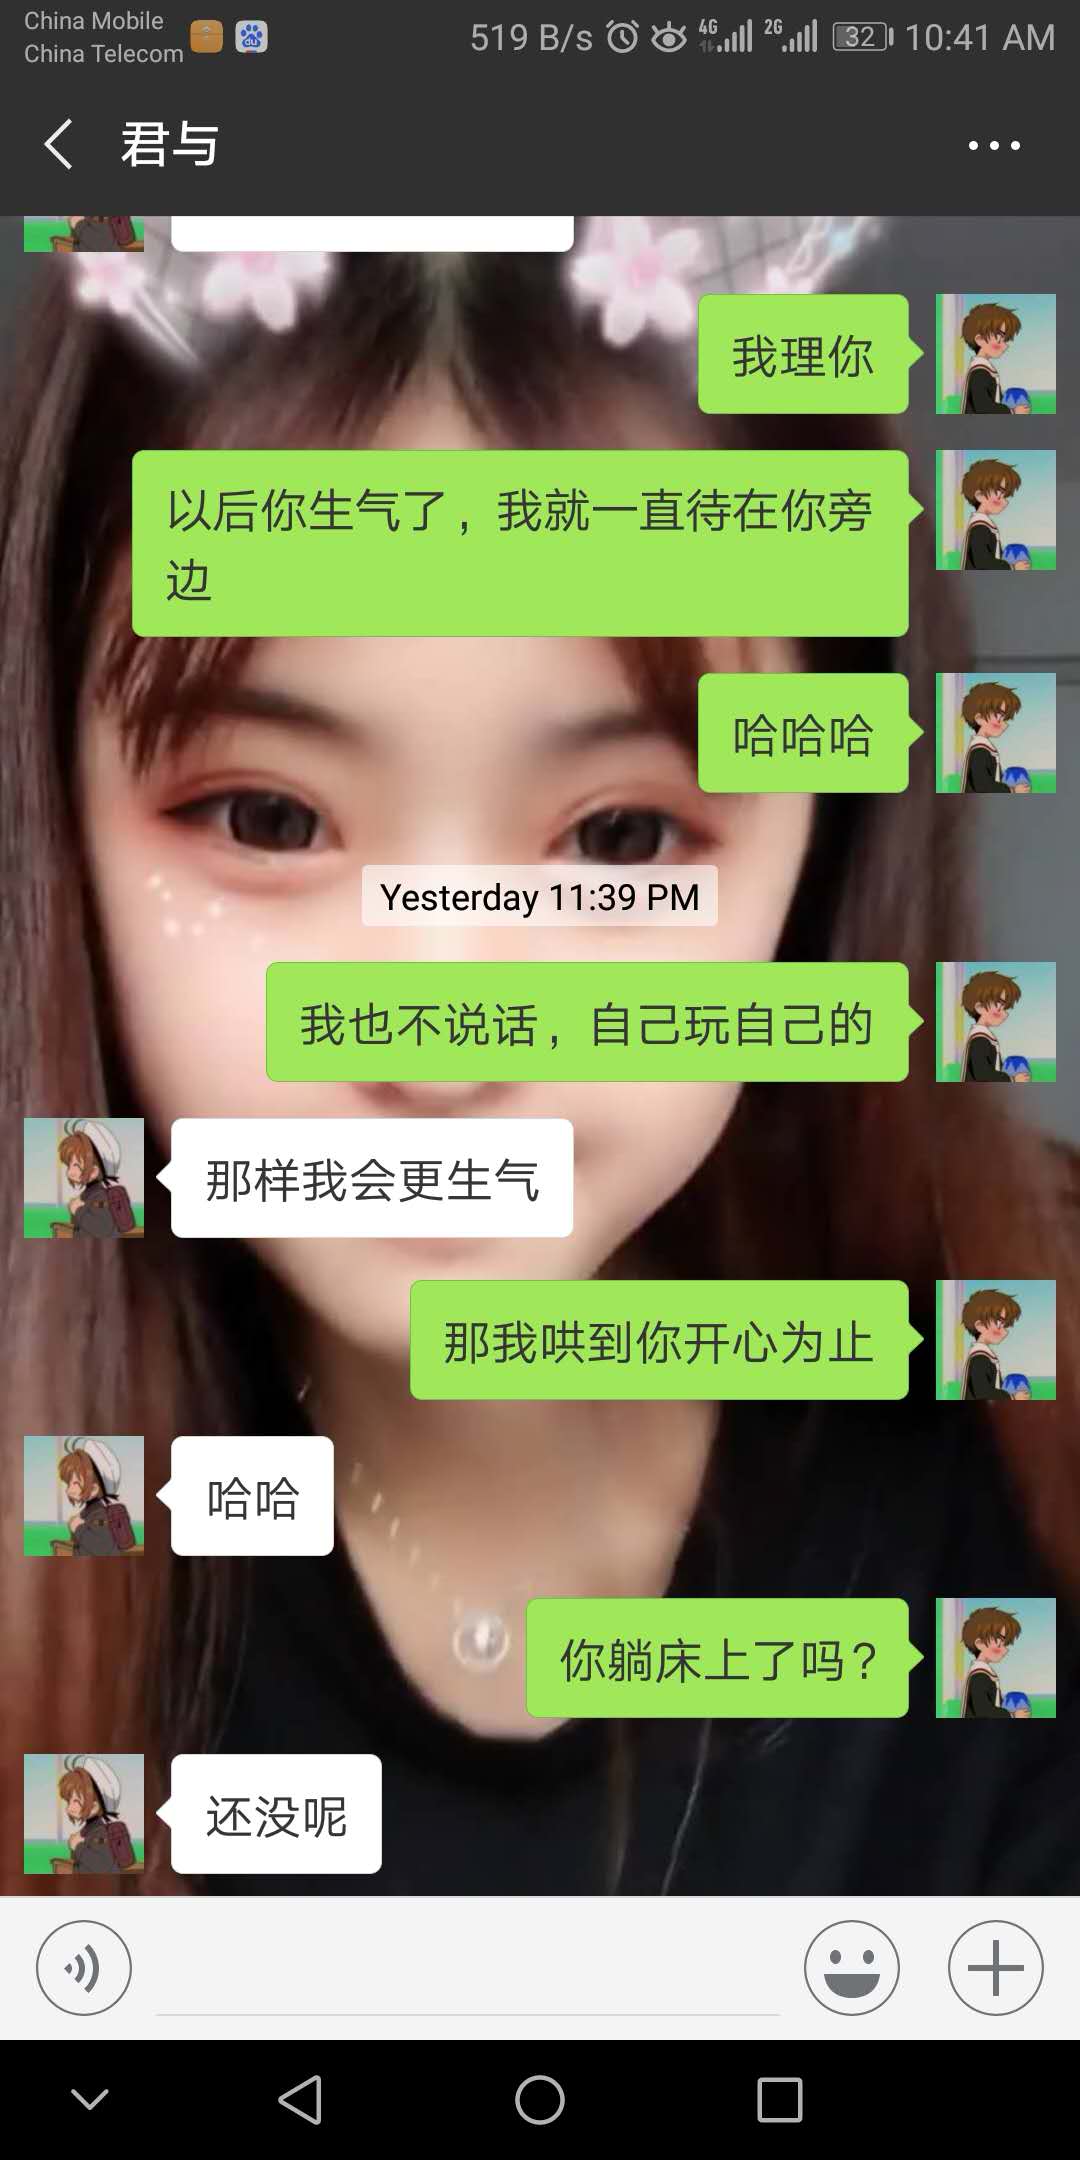 China Mobile
China Telecom
519 B/s 4G 2G 32 10:41 AM
君与
我理你
以后你生气了，我就一直待在你旁
边
哈哈哈
Yesterday 11:39 PM
我也不说话，自己玩自己的
那样我会更生气
那我哄到你开心为止
哈哈
你躺床上了吗？
还没呢